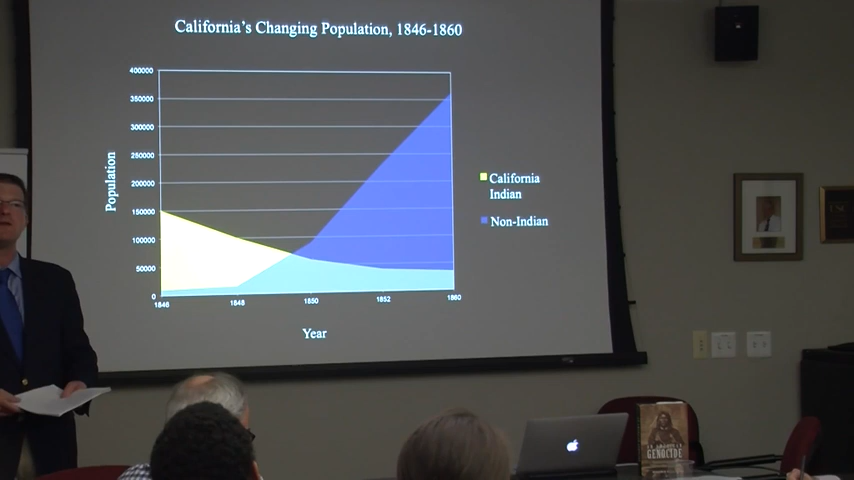 California's Changing Population, 1846-1860
400000
350000
300000
250000
200000
150000
100000
50000
0
Population
1846
1848
1850
1852
1860
Year
California
Indian
Non-Indian
GENOCIDE